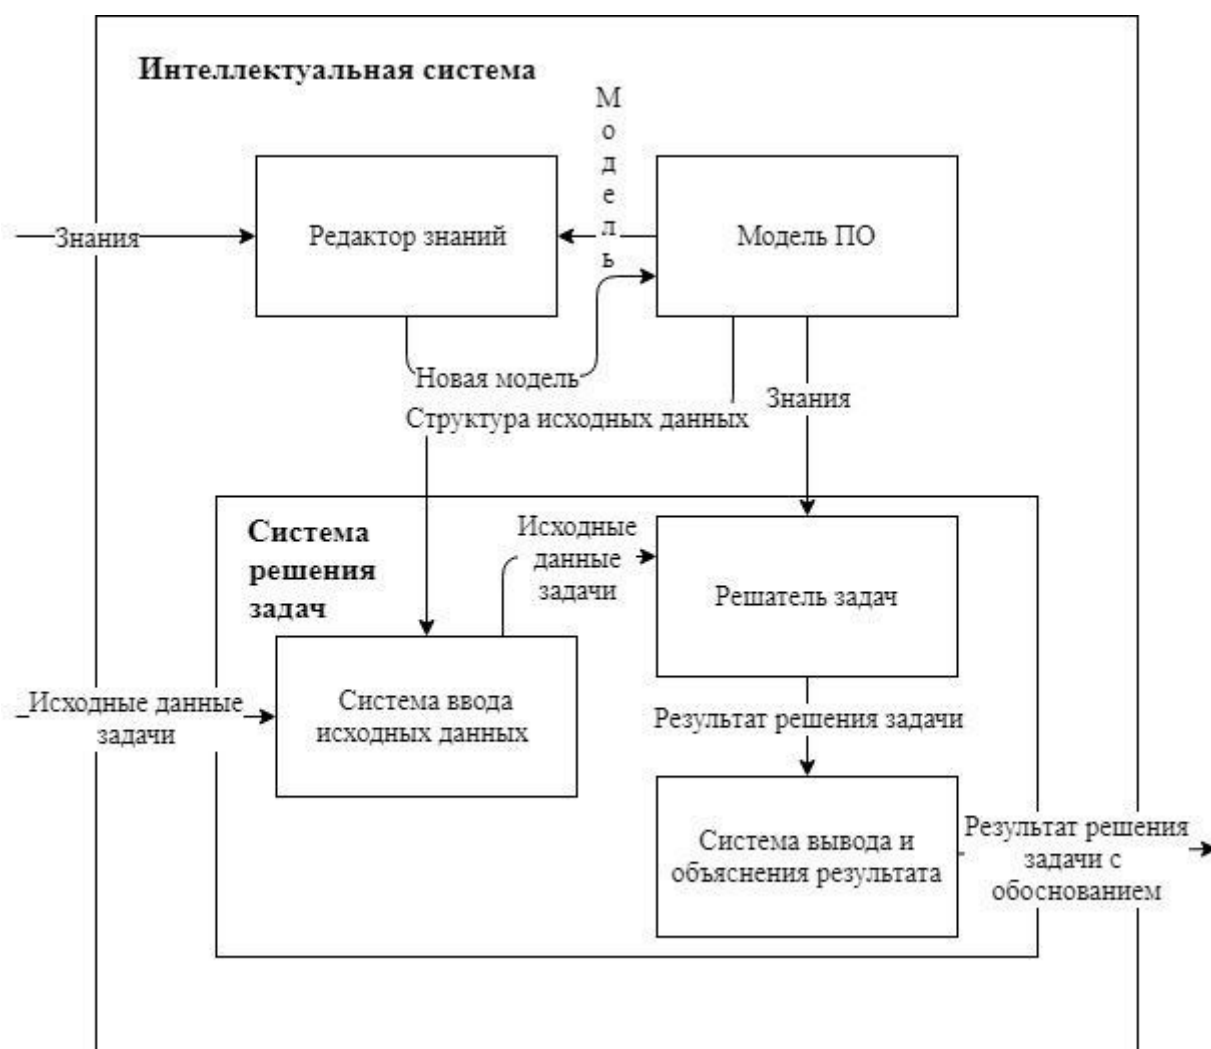 Интеллектуальная система
Модель
Знания
Редактор знаний
Модель ПО
Новая модель
Структура исходных данных
Знания
Система
решения
задач
Исходные
данные
задачи
Решатель задач
Исходные данные
задачи
Система ввода
исходных данных
Результат решения задачи
Система вывода и
объяснения результата
Результат решения
задачи с
обоснованием